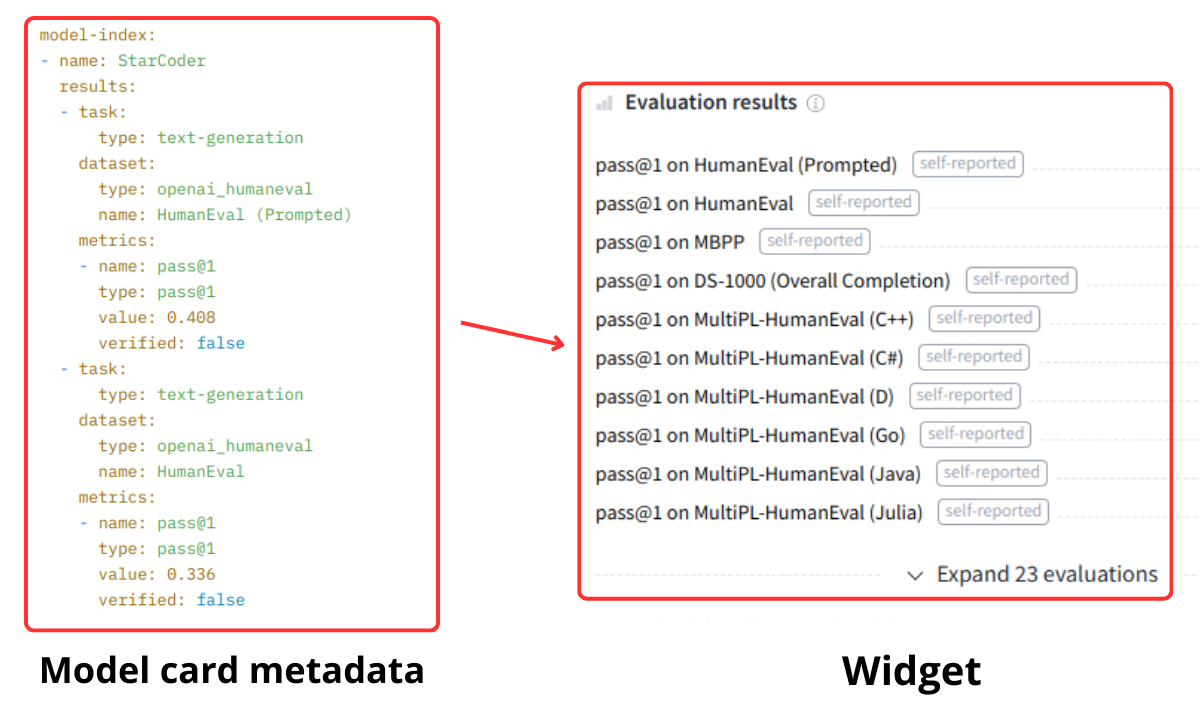 model-index:
- name: StarCoder
results:
- task:
type: text-generation
dataset:
type: openai_humaneval
name: HumanEval (Prompted)
metrics:
- name: pass@1
type: pass@1
value: 0.408
verified: false
- task:
type: text-generation
dataset:
type: openai_humaneval
name: HumanEval
metrics:
- name: pass@1
type: pass@1
value: 0.336
verified: false
Model card metadata
Evaluation results
pass@1 on HumanEval (Prompted) self-reported
pass@1 on HumanEval self-reported
pass@1 on MBPP self-reported
pass@1 on DS-1000 (Overall Completion) self-reported
pass@1 on MultiPL-HumanEval (C++) self-reported
pass@1 on MultiPL-HumanEval (C#) self-reported
pass@1 on MultiPL-HumanEval (D) self-reported
pass@1 on MultiPL-HumanEval (Go) self-reported
pass@1 on MultiPL-HumanEval (Java) self-reported
pass@1 on MultiPL-HumanEval (Julia) self-reported
Expand 23 evaluations
Widget